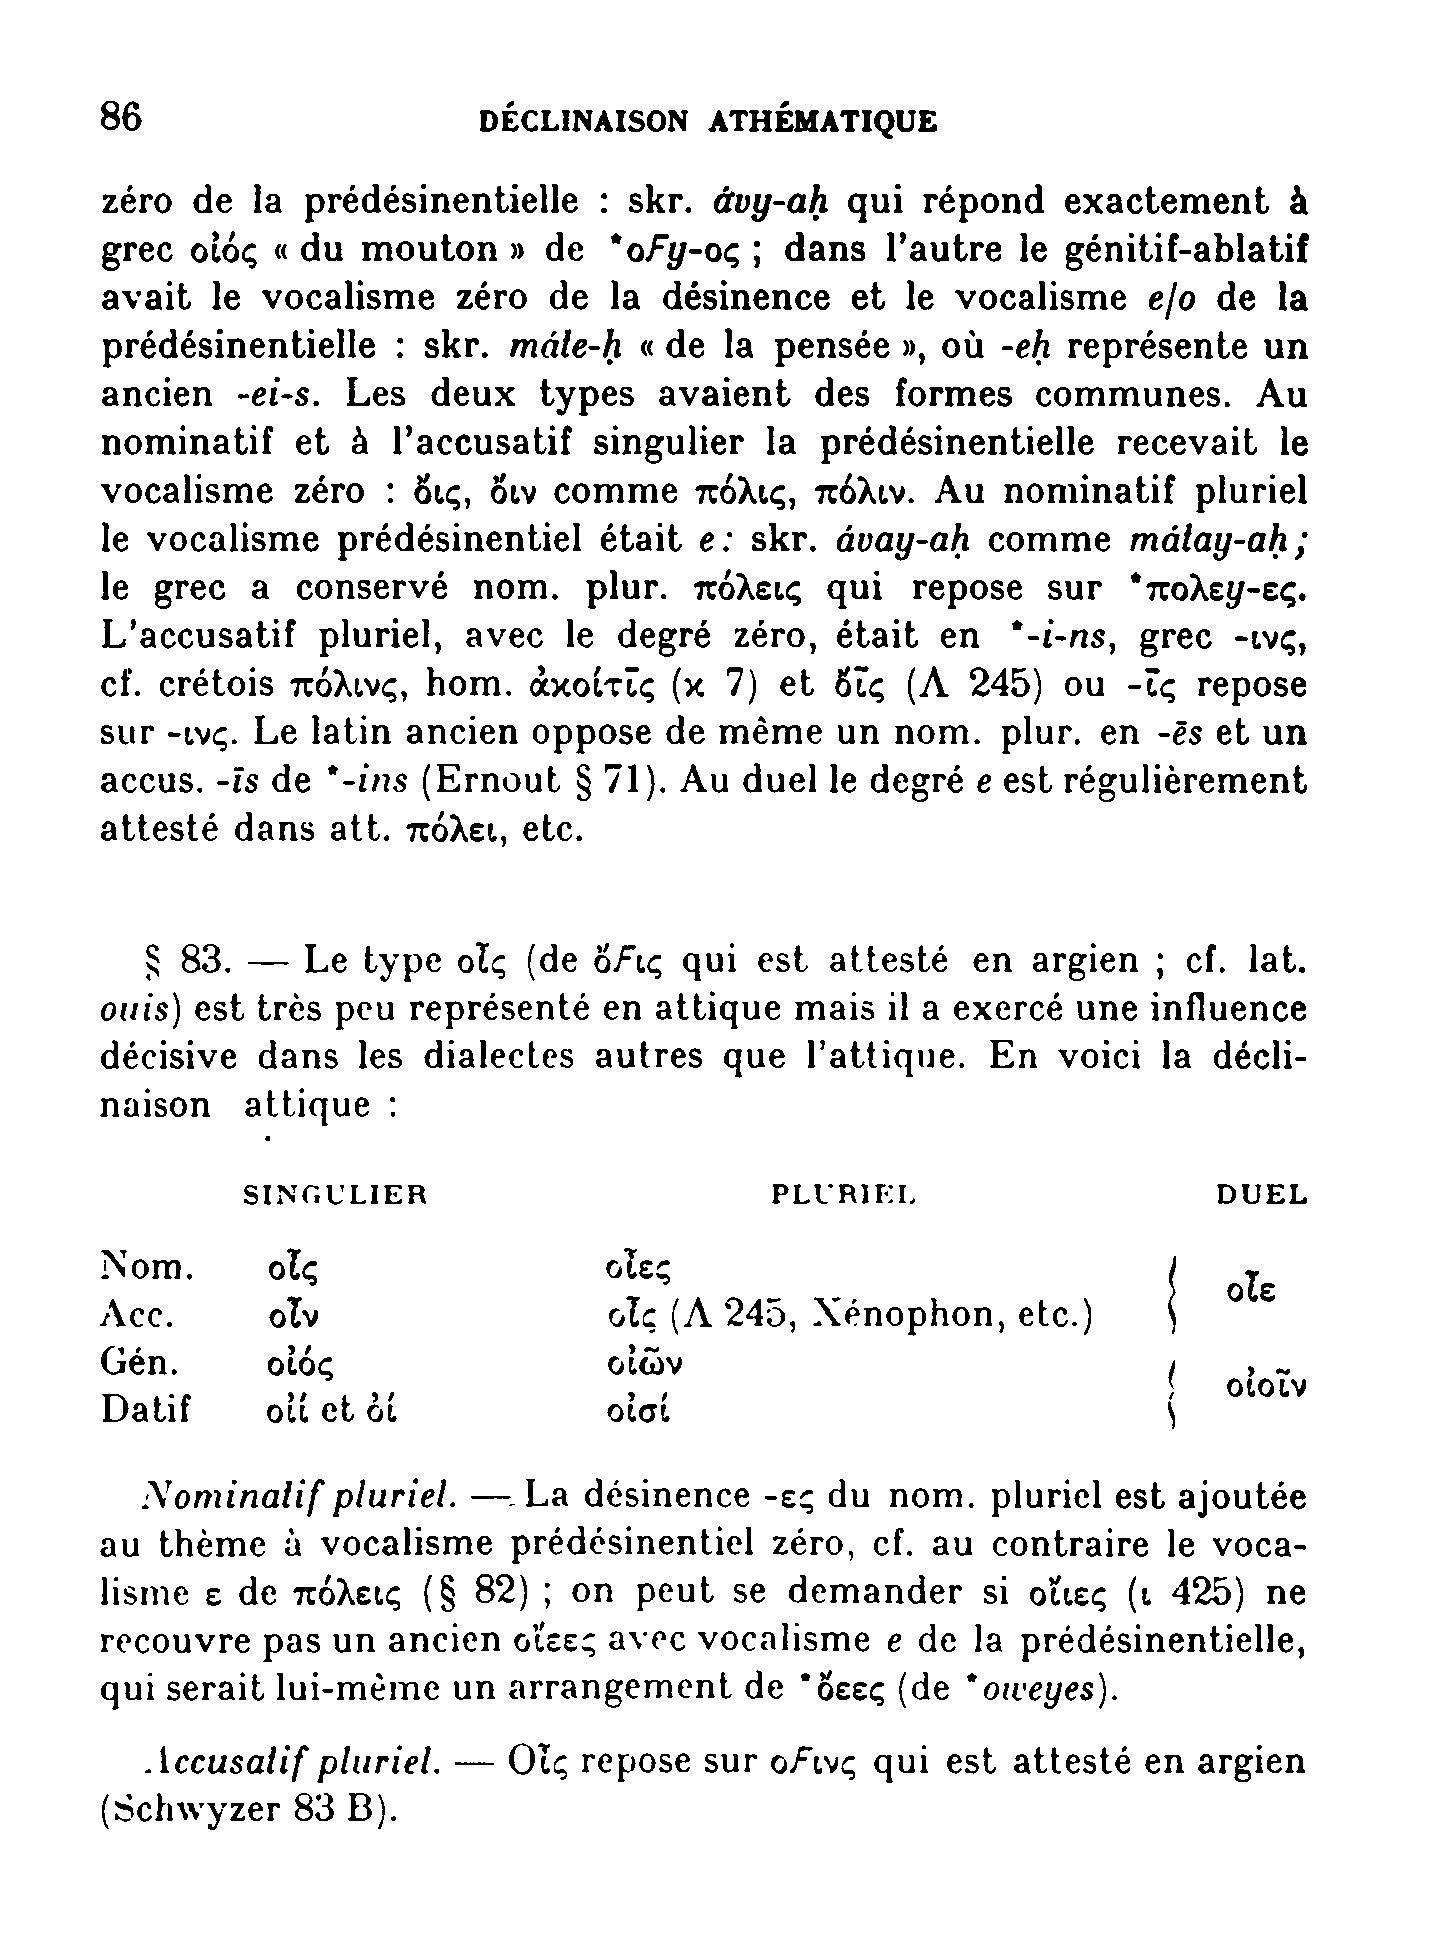 86 DÉCLINAISON ATHÉMATIQUE
zéro de la prédésinentielle : skr. ávy-aḥ qui répond exactement à
grec οἰός « du mouton » de *oϜy-ος ; dans l'autre le génitif-ablatif
avait le vocalisme zéro de la désinence et le vocalisme e/o de la
prédésinentielle : skr. máte-ḥ « de la pensée », où -eḥ représente un
ancien -ei-s. Les deux types avaient des formes communes. Au
nominatif et à l'accusatif singulier la prédésinentielle recevait le
vocalisme zéro : ὄις, ὄιν comme πόλις, πόλιν. Au nominatif pluriel
le vocalisme prédésinentiel était e : skr. ávay-aḥ comme mátay-aḥ ;
le grec a conservé nom. plur. πόλεις qui repose sur *πολεy-ες.
L'accusatif pluriel, avec le degré zéro, était en *-i-ns, grec -ινς,
cf. crétois πόλινς, hom. ἀκοίτῑς (κ 7) et ὄῑς (Λ 245) ou -ῑς repose
sur -ινς. Le latin ancien oppose de même un nom. plur. en -ēs et un
accus. -īs de *-ins (Ernout § 71). Au duel le degré e est régulièrement
attesté dans att. πόλει, etc.
§ 83. — Le type οἶς (de ὄϜις qui est attesté en argien ; cf. lat.
ouis) est très peu représenté en attique mais il a exercé une influence
décisive dans les dialectes autres que l'attique. En voici la décli-
naison attique :
SINGULIER PLURIEL DUEL
Nom. οἶς οἶες οἶε
Acc. οἶν οἶς (Λ 245, Xénophon, etc.)
Gén. οἰός οἰῶν οἰοῖν
Datif οἰί et ὀί οἰσί
Nominatif pluriel. — La désinence -ες du nom. pluriel est ajoutée
au thème à vocalisme prédésinentiel zéro, cf. au contraire le voca-
lisme ε de πόλεις (§ 82) ; on peut se demander si οἴιες (ι 425) ne
recouvre pas un ancien οἴεες avec vocalisme e de la prédésinentielle,
qui serait lui-même un arrangement de *ὄεες (de *oweyes).
Accusatif pluriel. — Οἶς repose sur οϜινς qui est attesté en argien
(Schwyzer 83 B).